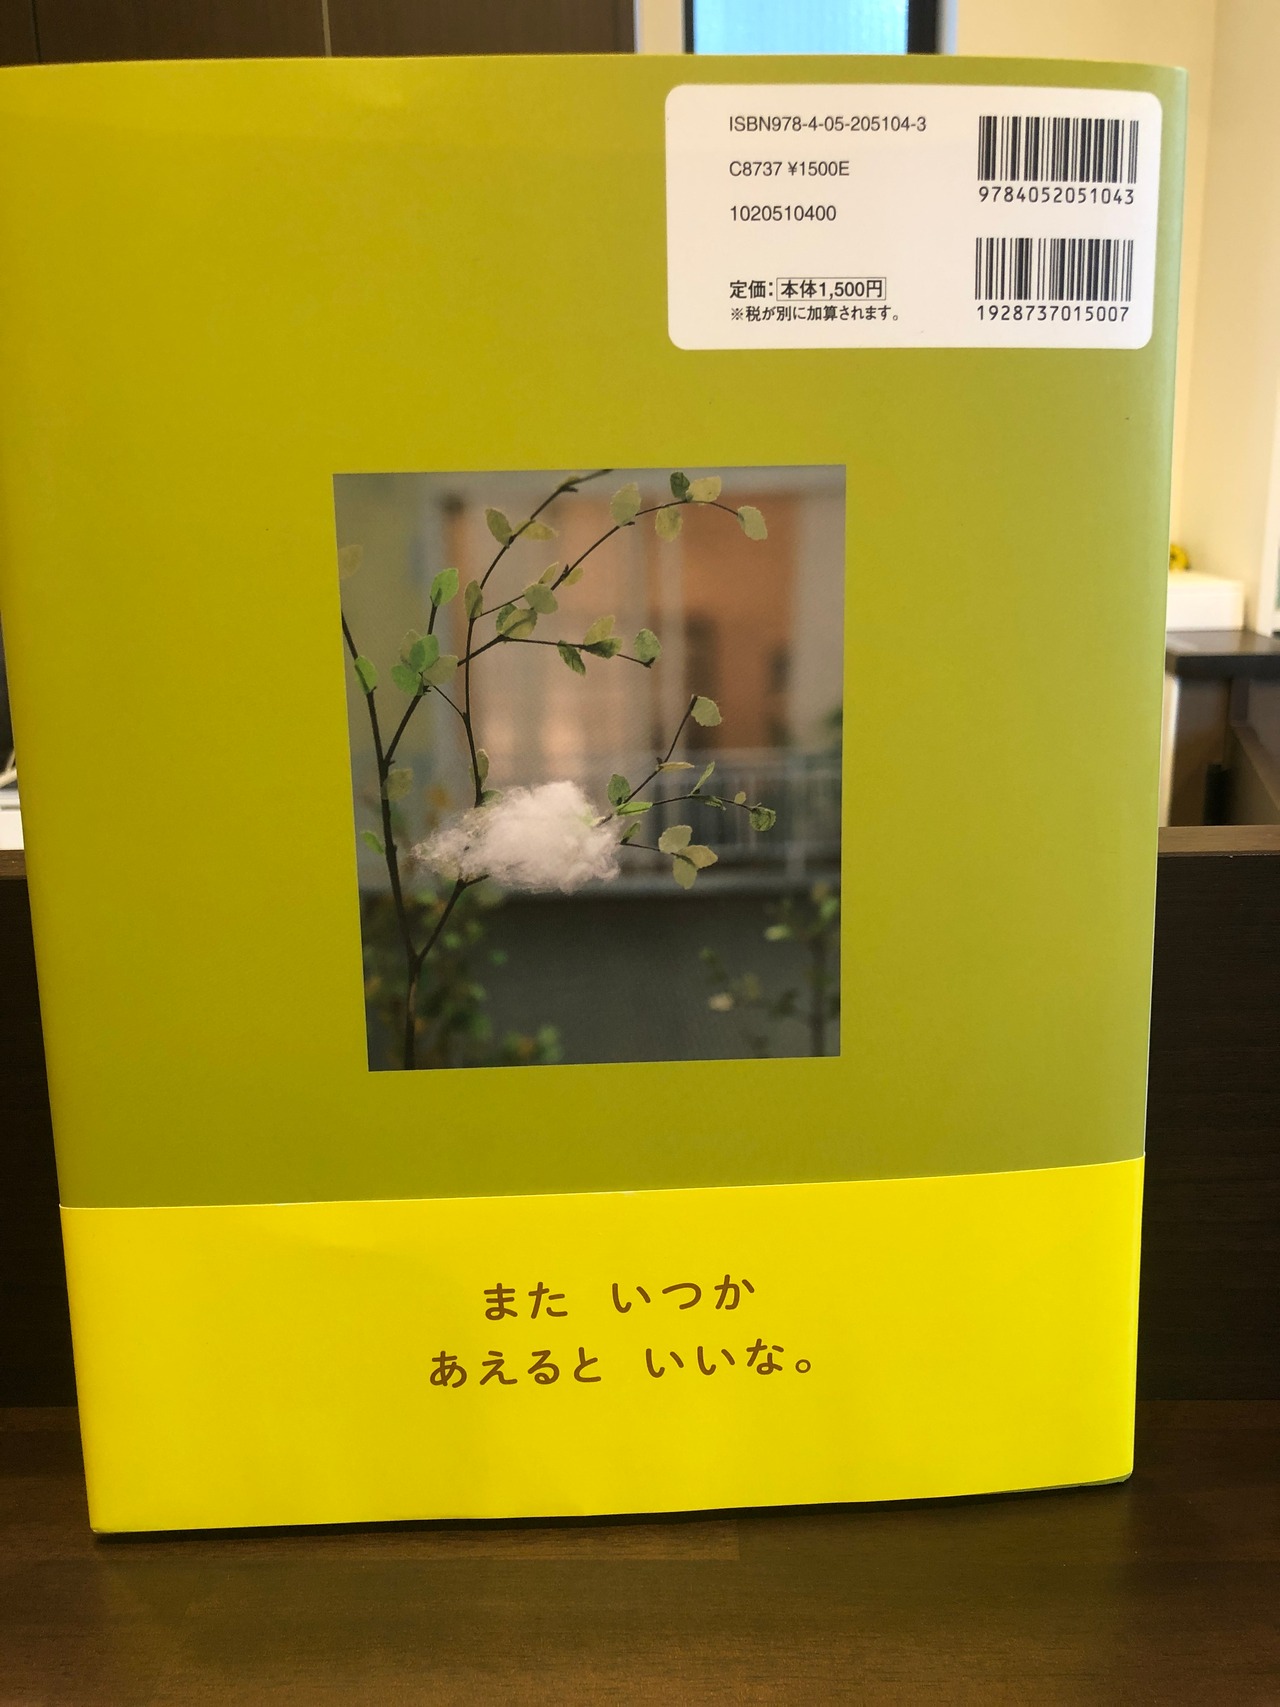 ISBN978-4-05-205104-3
C8737 ¥1500E
1020510400
定価：本体1,500円
※税が別に加算されます。
9784052051043
1928737015007
また いつか
あえると いいな。